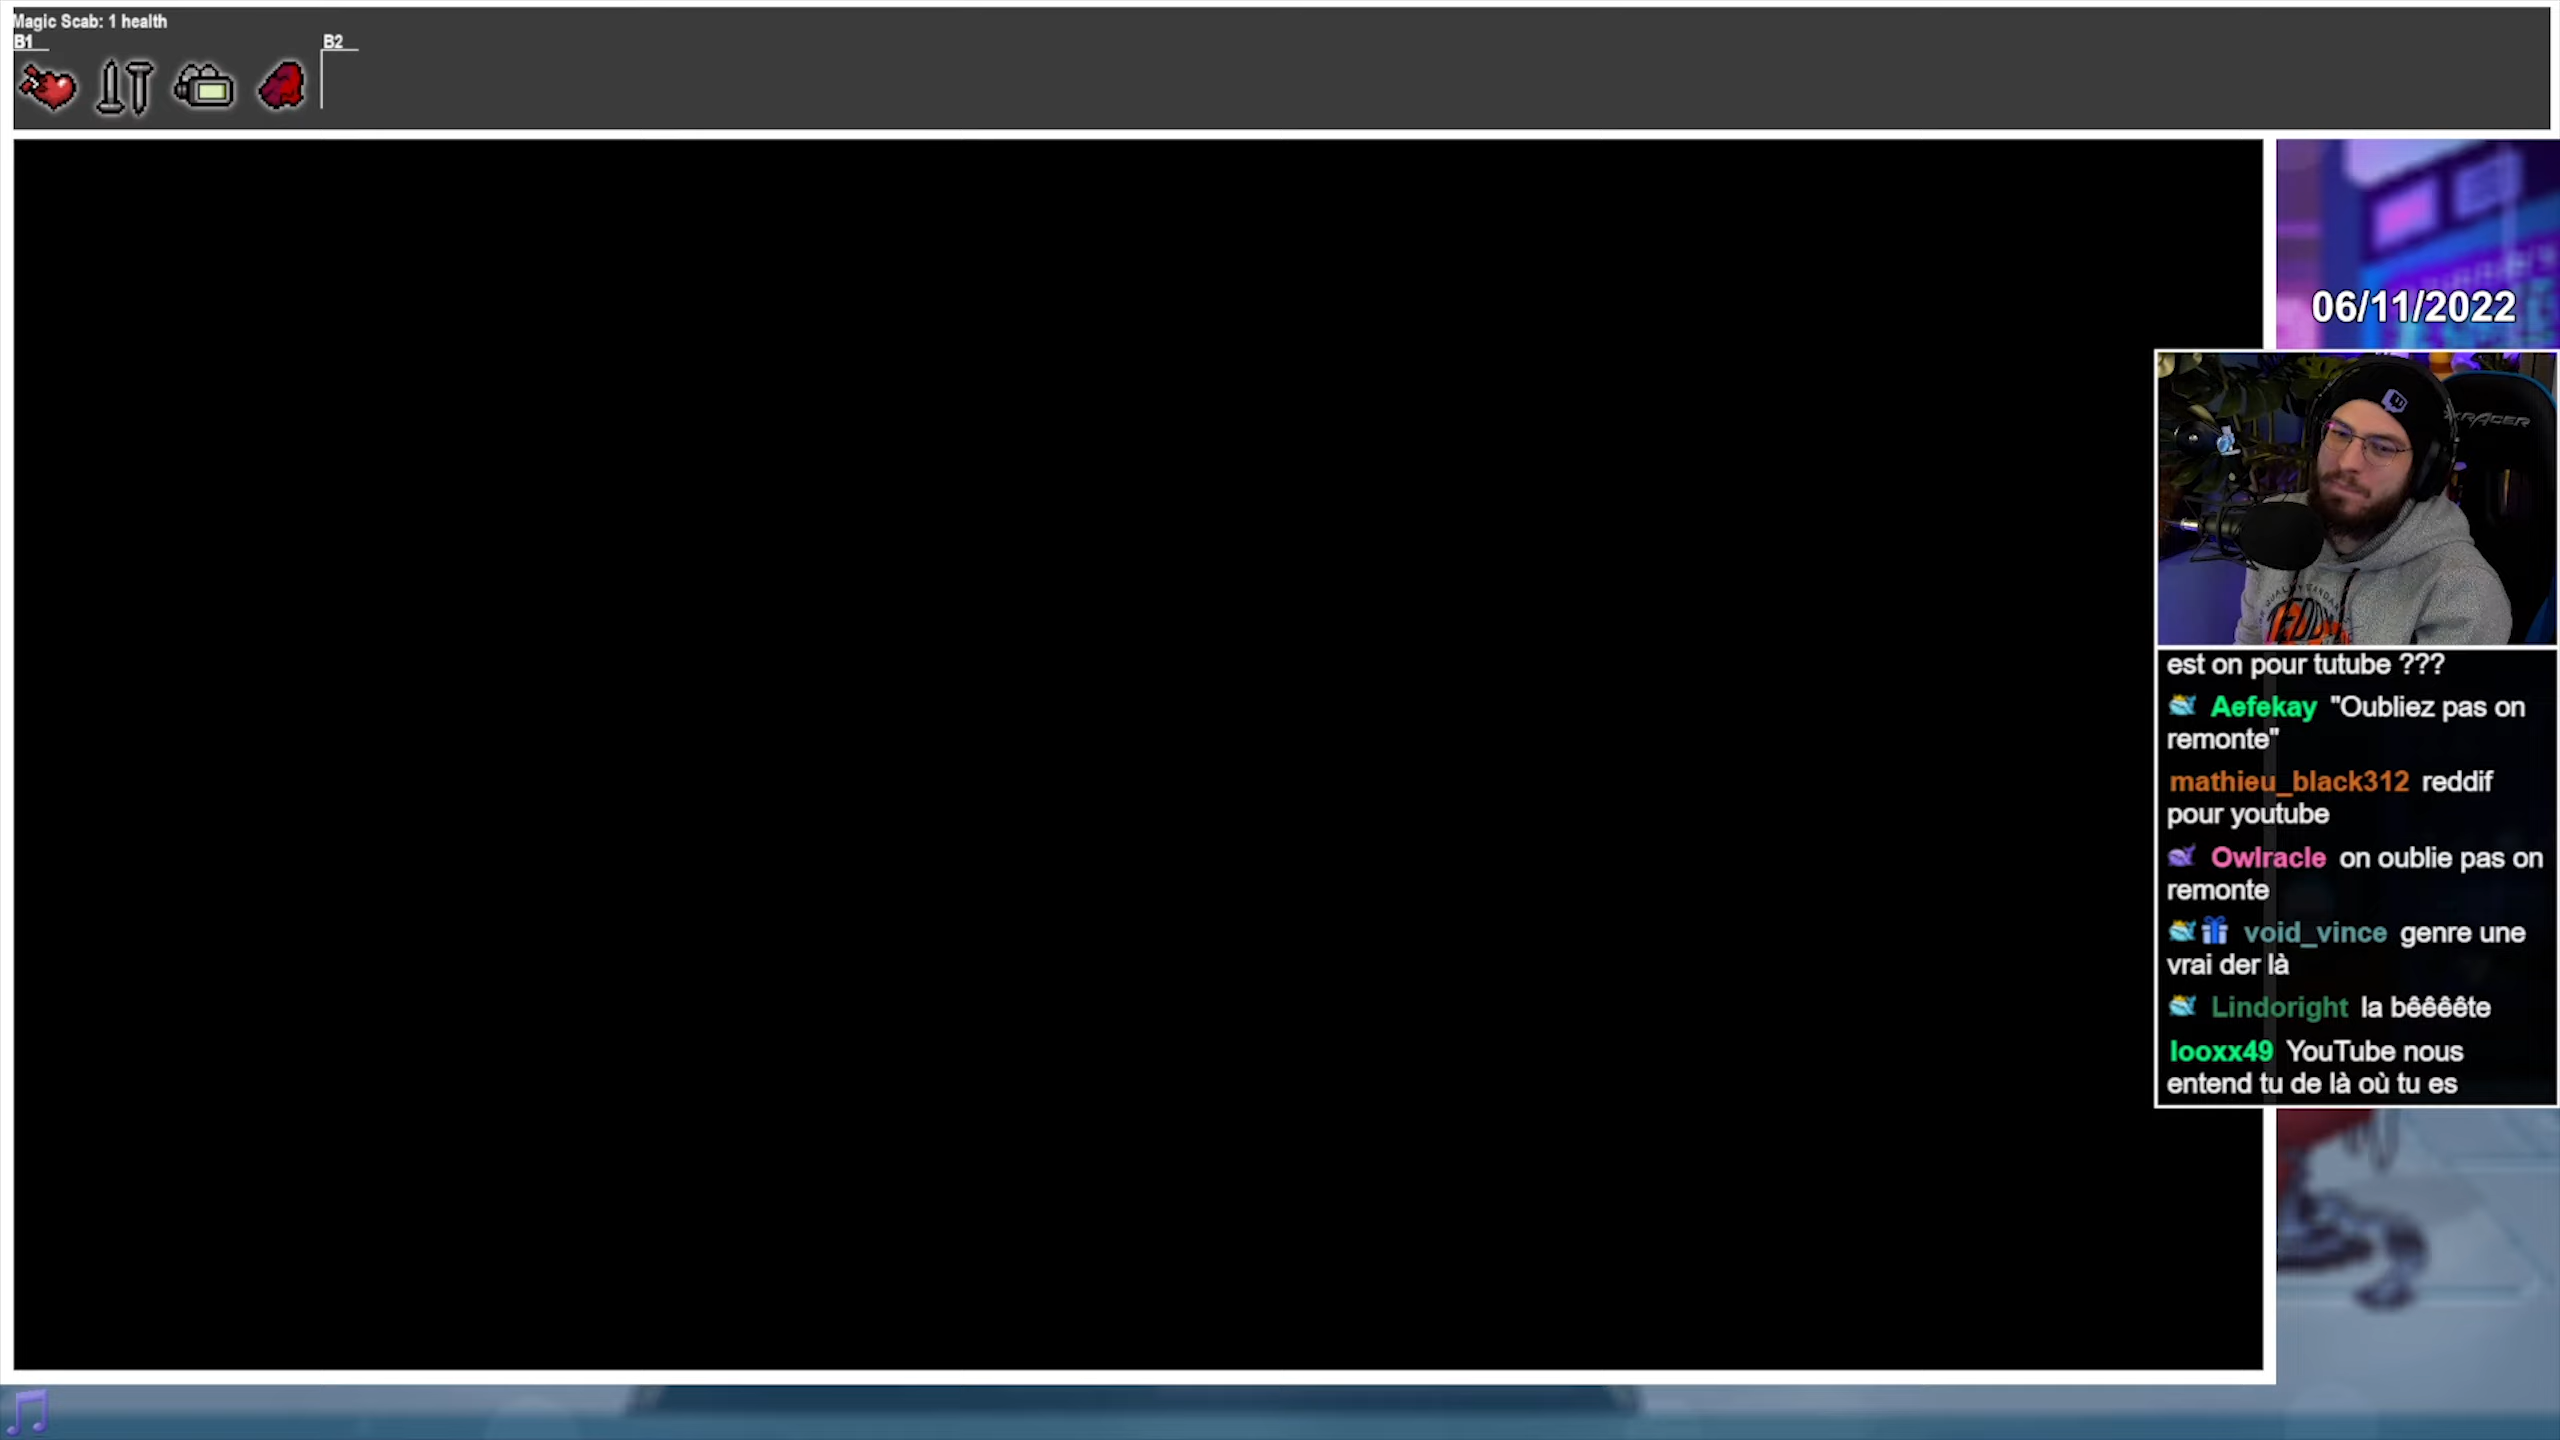 Magic Scab: 1 health
B1
B2
06/11/2022
est on pour tutube ???
Aefekay "Oubliez pas on
remonte"
mathieu_black312 reddif
pour youtube
Owlracle on oublie pas on
remonte
void_vince genre une
vrai der là
Lindoright la bêêêête
looxx49 YouTube nous
entend tu de là où tu es